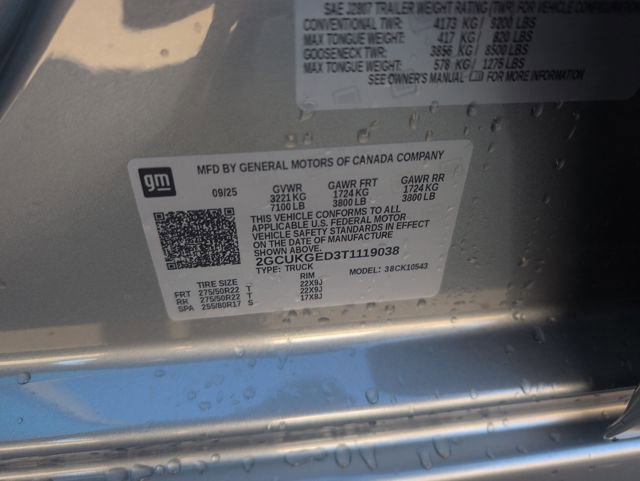 SAE J2807 TRAILER WEIGHT RATING (TWR) FOR VEHICLE CONFIGURATION
CONVENTIONAL TWR: 4173 KG / 9200 LBS
MAX TONGUE WEIGHT: 417 KG / 920 LBS
GOOSENECK TWR: 3856 KG / 8500 LBS
MAX TONGUE WEIGHT: 578 KG / 1275 LBS
SEE OWNER'S MANUAL FOR MORE INFORMATION
gm
MFD BY GENERAL MOTORS OF CANADA COMPANY
09/25 GVWR GAWR FRT GAWR RR
3221 KG 1724 KG 1724 KG
7100 LB 3800 LB 3800 LB
THIS VEHICLE CONFORMS TO ALL
APPLICABLE U.S. FEDERAL MOTOR
VEHICLE SAFETY STANDARDS IN EFFECT
ON THE DATE OF MANUFACTURE
SHOWN ABOVE.
2GCUKGED3T1119038
TYPE: TRUCK MODEL: 38CK10543
TIRE SIZE RIM
FRT 275/50R22 T 22X9J
RR 275/50R22 T 22X9J
SPA 255/80R17 S 17X8J